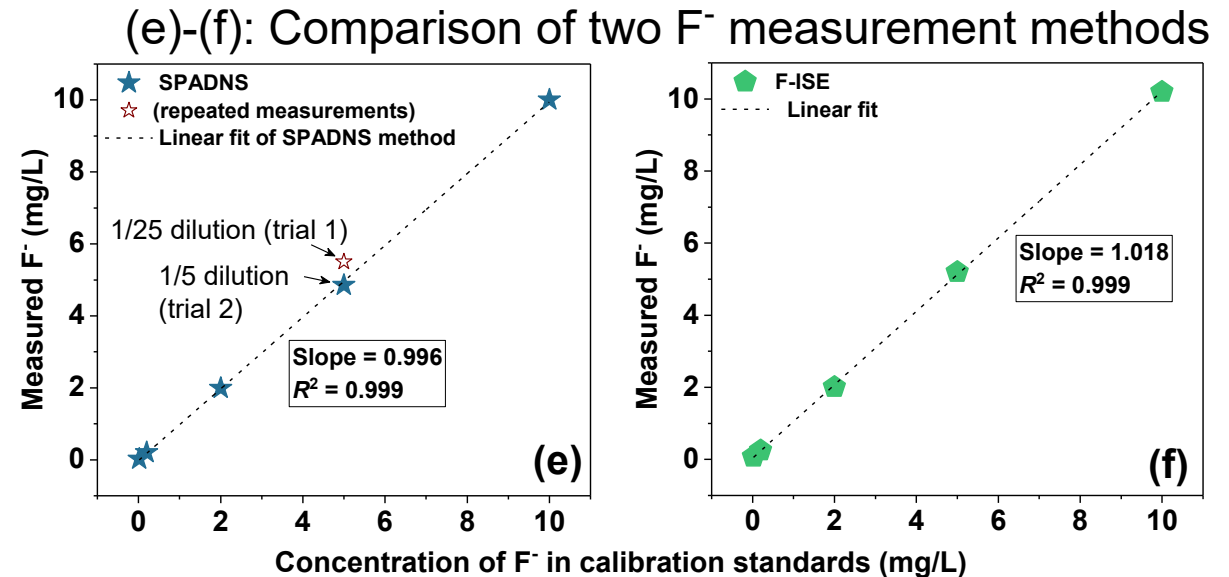 (e)-(f): Comparison of two F⁻ measurement methods
SPADNS
(repeated measurements)
Linear fit of SPADNS method
1/25 dilution (trial 1)
1/5 dilution
(trial 2)
Slope = 0.996
R² = 0.999
(e)
10
8
6
4
2
0
Measured F⁻ (mg/L)
0 2 4 6 8 10
F-ISE
Linear fit
Slope = 1.018
R² = 0.999
(f)
10
8
6
4
2
0
Measured F⁻ (mg/L)
0 2 4 6 8 10
Concentration of F⁻ in calibration standards (mg/L)